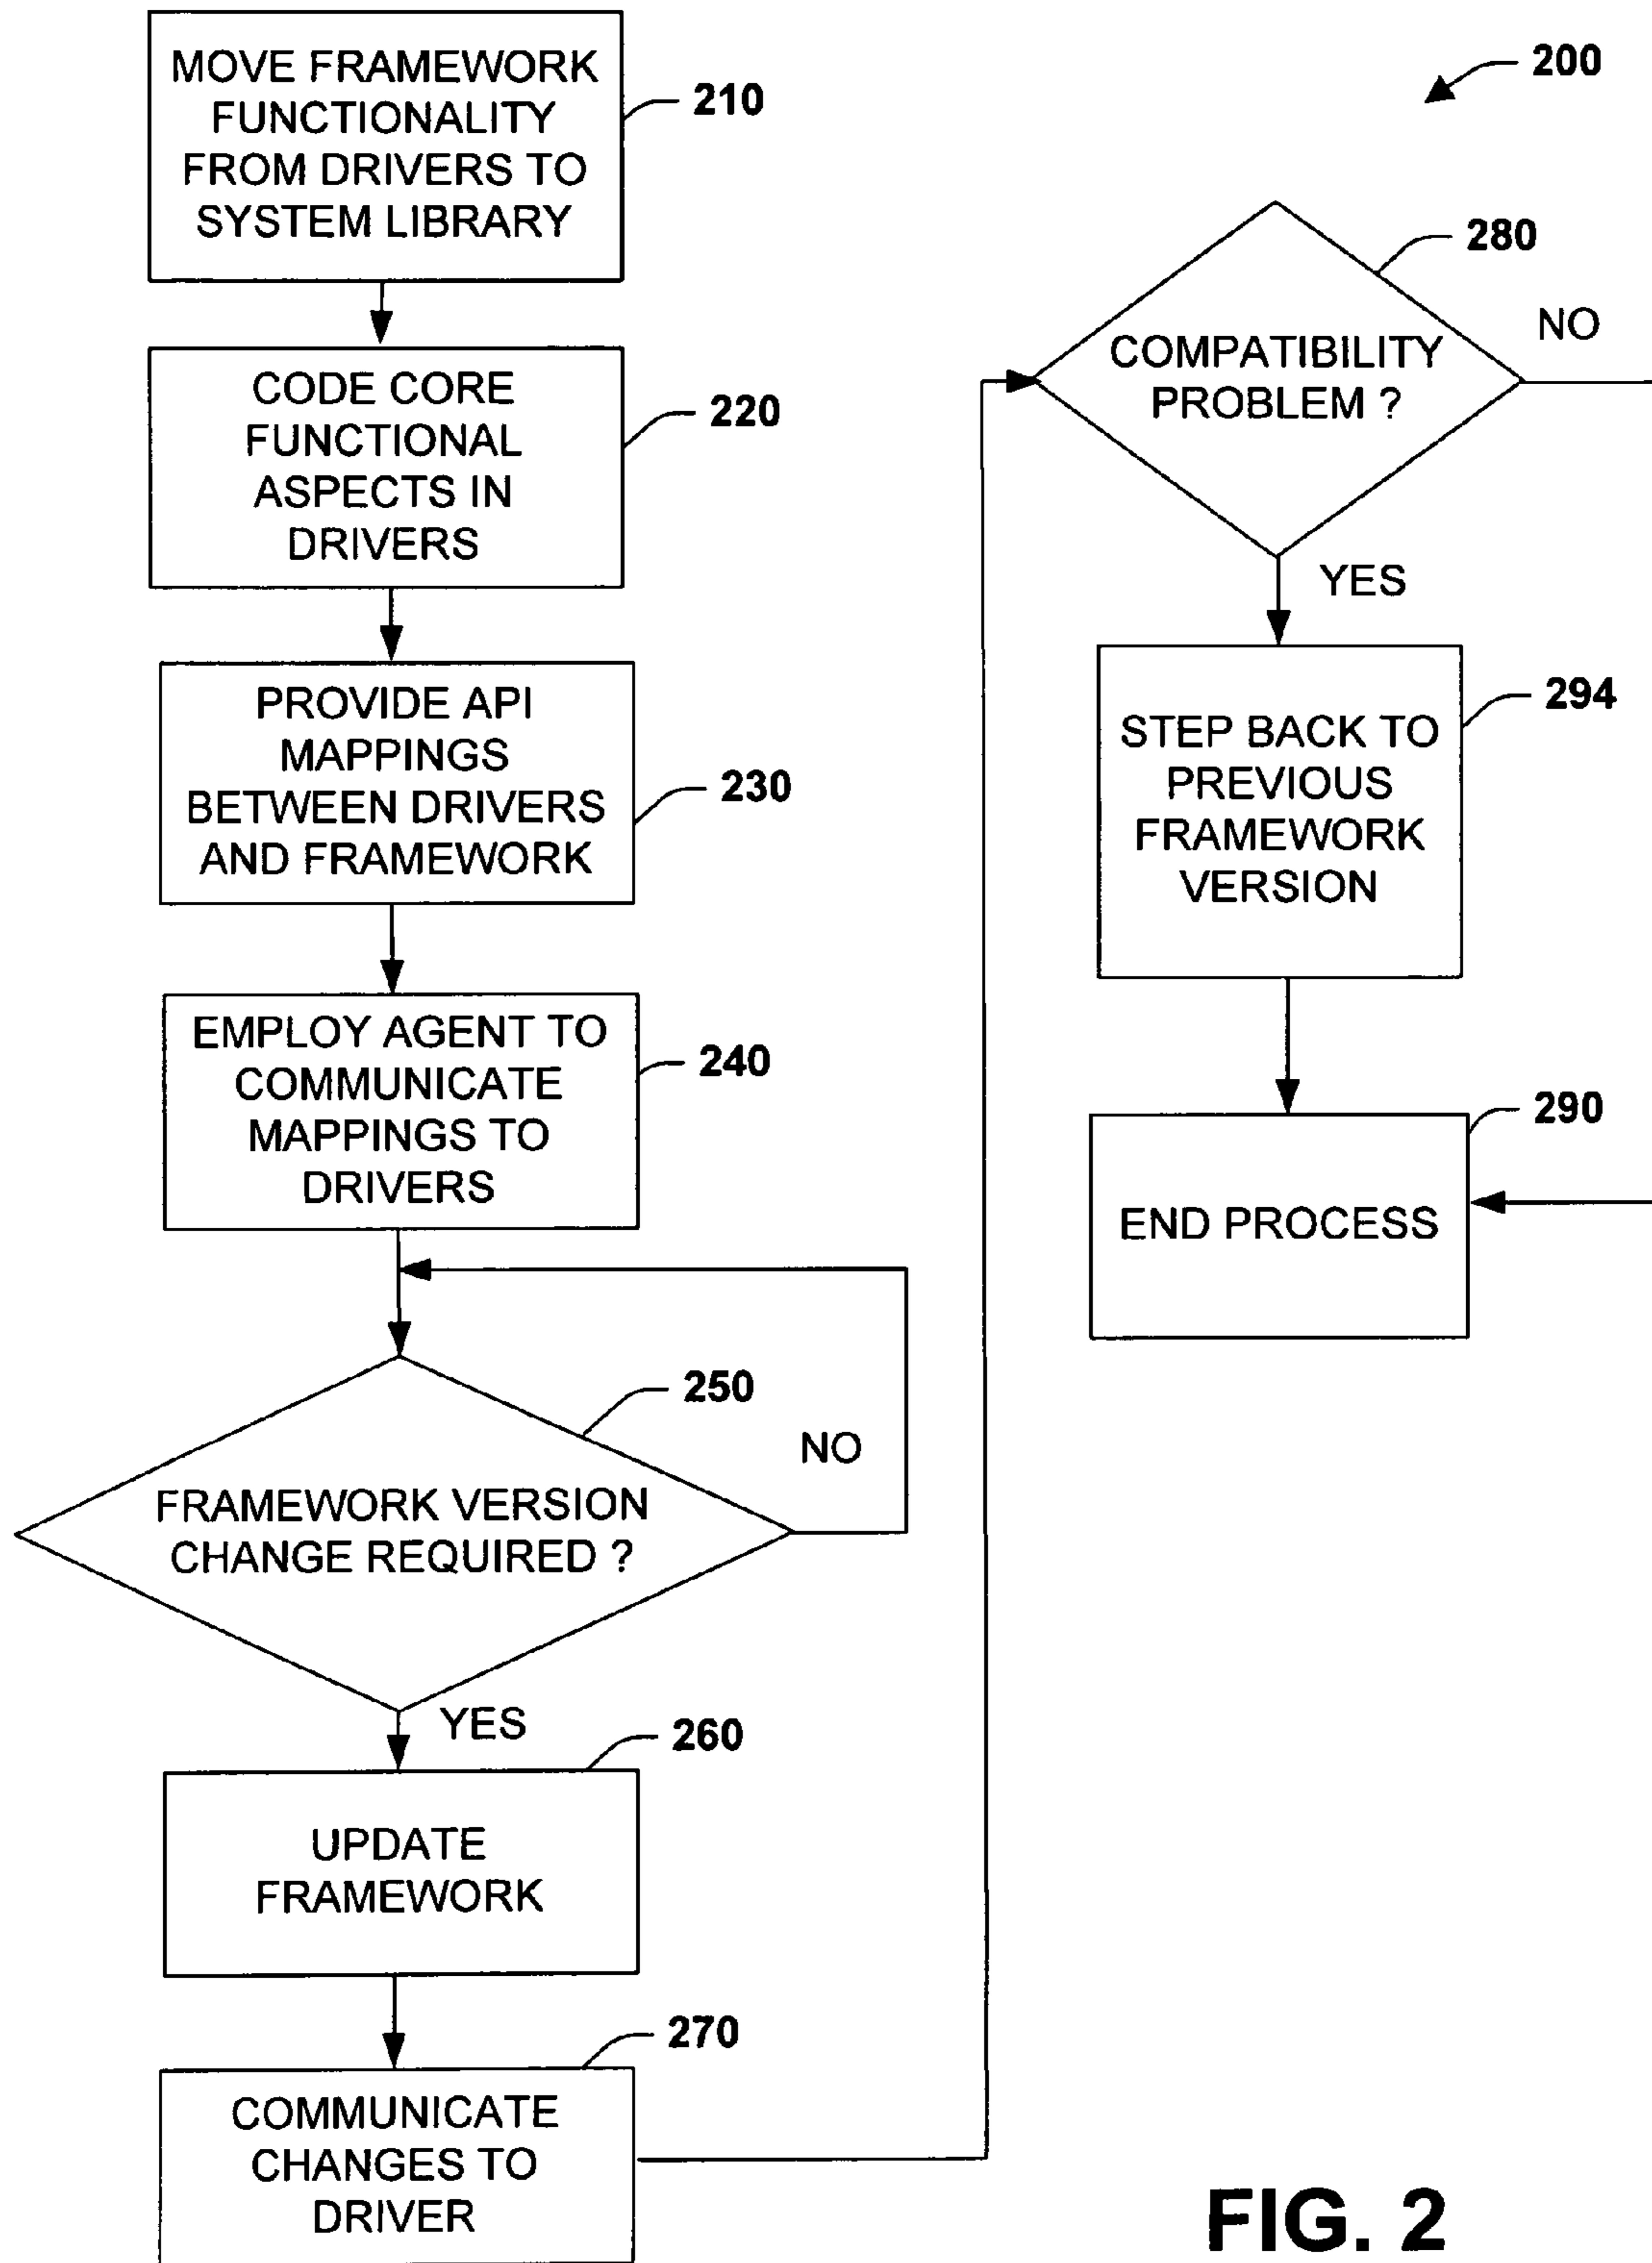 MOVE FRAMEWORK
FUNCTIONALITY
FROM DRIVERS TO
SYSTEM LIBRARY
210
CODE CORE
FUNCTIONAL
ASPECTS IN
DRIVERS
220
PROVIDE API
MAPPINGS
BETWEEN DRIVERS
AND FRAMEWORK
230
EMPLOY AGENT TO
COMMUNICATE
MAPPINGS TO
DRIVERS
240
250
NO
FRAMEWORK VERSION
CHANGE REQUIRED ?
YES
260
UPDATE
FRAMEWORK
270
COMMUNICATE
CHANGES TO
DRIVER
200
280
NO
COMPATIBILITY
PROBLEM ?
YES
294
STEP BACK TO
PREVIOUS
FRAMEWORK
VERSION
290
END PROCESS
FIG. 2